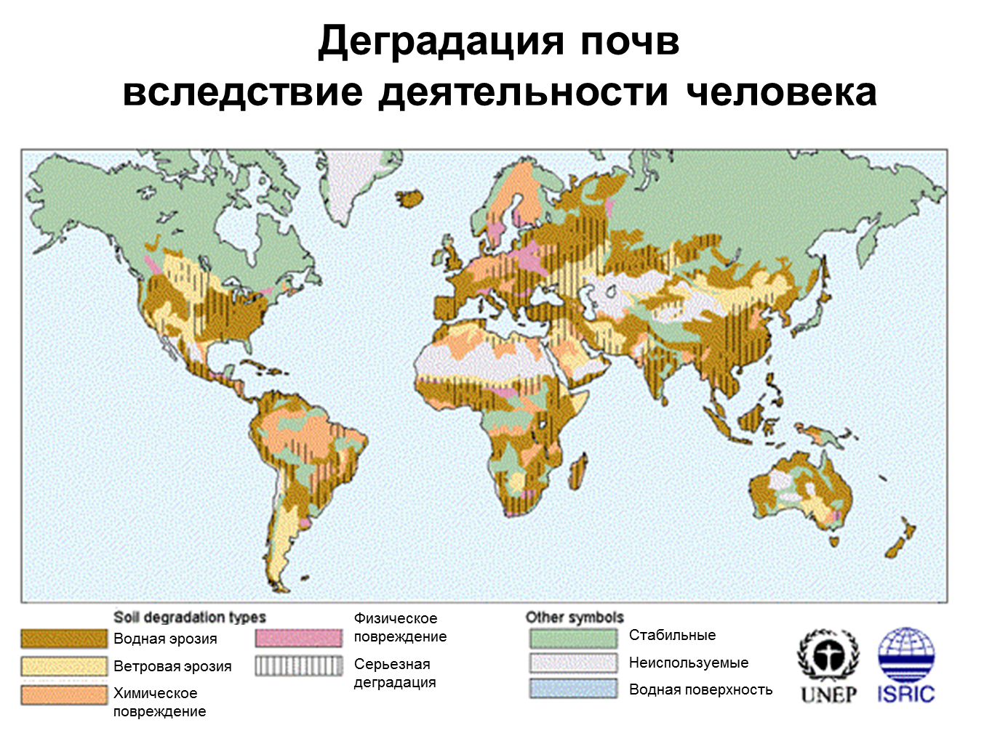 Деградация почв
вследствие деятельности человека
Soil degradation types
Водная эрозия
Ветровая эрозия
Химическое
повреждение
Физическое
повреждение
Серьезная
деградация
Other symbols
Стабильные
Неиспользуемые
Водная поверхность
UNEP
ISRIC